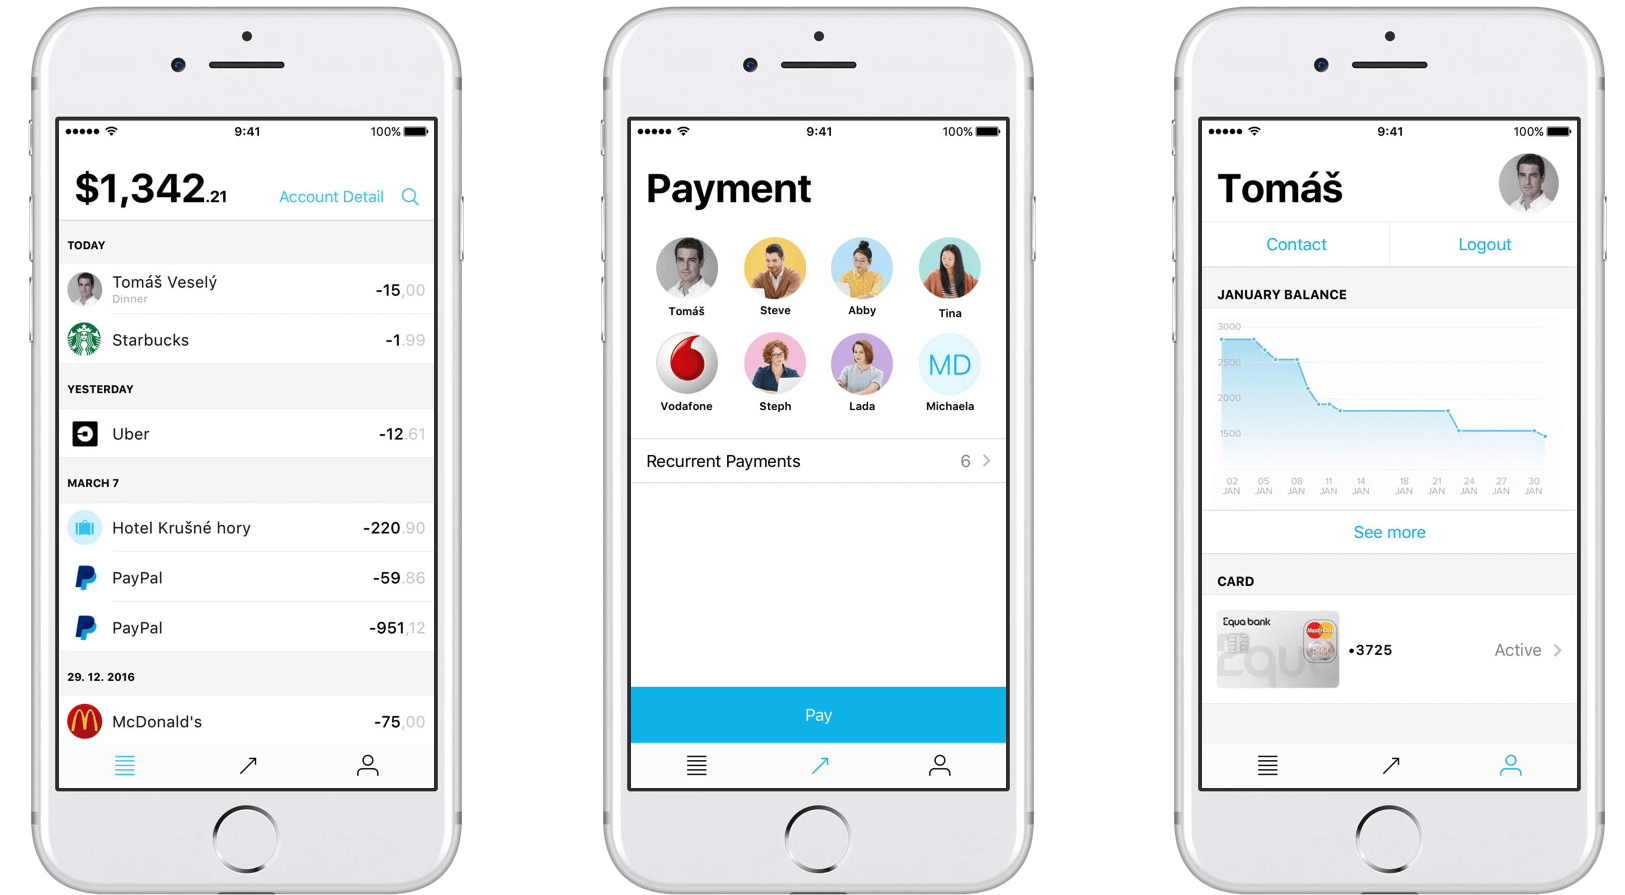 9:41
100%
$1,342.21
Account Detail
TODAY
Tomáš Veselý
-15,00
Dinner
Starbucks
-1.99
YESTERDAY
Uber
-12.61
MARCH 7
Hotel Krušné hory
-220.90
PayPal
-59.86
PayPal
-951,12
29. 12. 2016
McDonald's
-75,00
9:41
100%
Payment
Tomáš
Steve
Abby
Tina
MD
Vodafone
Steph
Lada
Michaela
Recurrent Payments
6
Pay
9:41
100%
Tomáš
Contact
Logout
JANUARY BALANCE
3000
2500
2000
1500
02 JAN
05 JAN
08 JAN
11 JAN
14 JAN
18 JAN
21 JAN
24 JAN
27 JAN
30 JAN
See more
CARD
Equa bank
MasterCard
Equ
•3725
Active